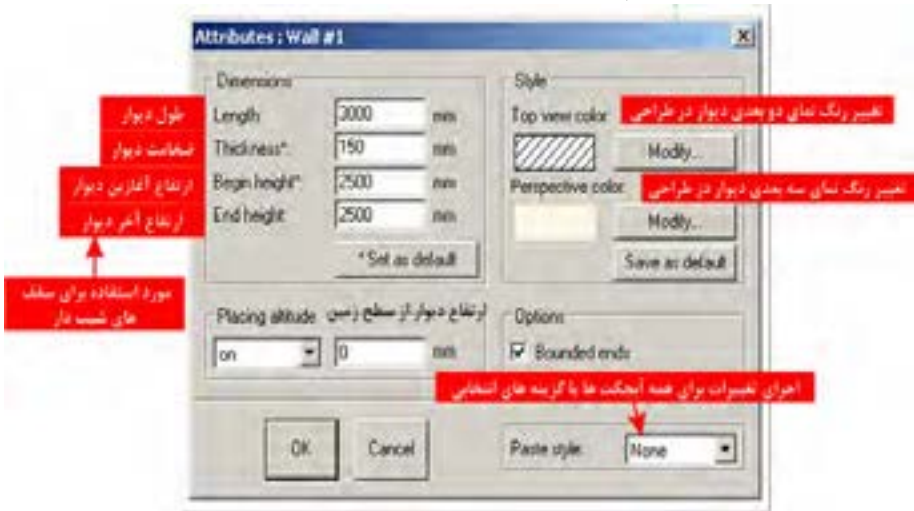 Attributes : Wall #1
Dimensions
طول دیوار
Length
3000
mm
ضخامت دیوار
Thickness*:
150
mm
ارتفاع آغازین دیوار
Begin height*:
2500
mm
ارتفاع آخر دیوار
End height:
2500
mm
* Set as default
مورد استفاده برای سقف
های شیب دار
Style
Top view color:
تغییر رنگ نمای دو بعدی دیوار در طراحی
Modify...
Perspective color:
تغییر رنگ نمای سه بعدی دیوار در طراحی
Modify...
Save as default
Placing altitude
ارتفاع دیوار از سطح زمین
on
0
mm
Options
Bounded ends
اجرای تغییرات برای همه آبجکت ها با گزینه های انتخابی
OK
Cancel
Paste style:
None